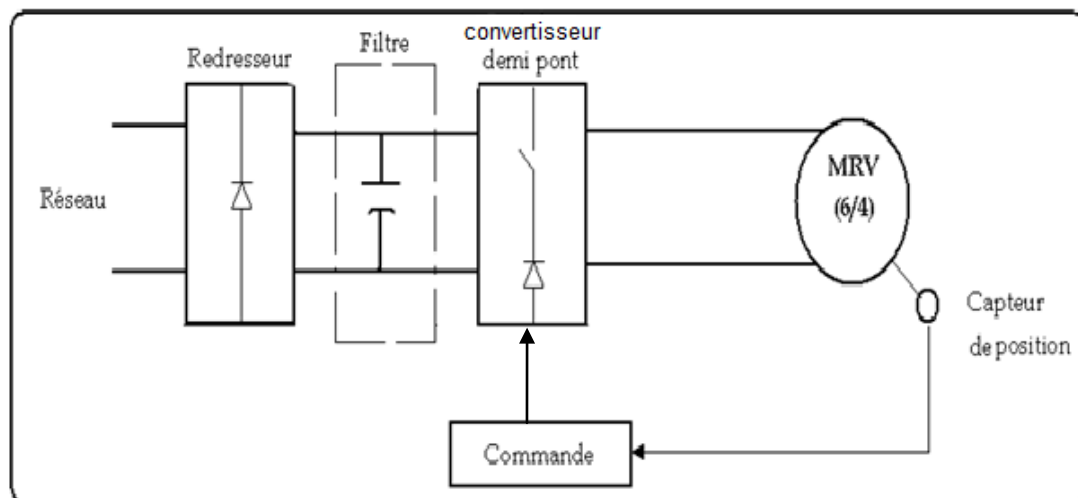 convertisseur
demi pont
Filtre
Redresseur
Réseau
MRV
(6/4)
Capteur
de position
Commande